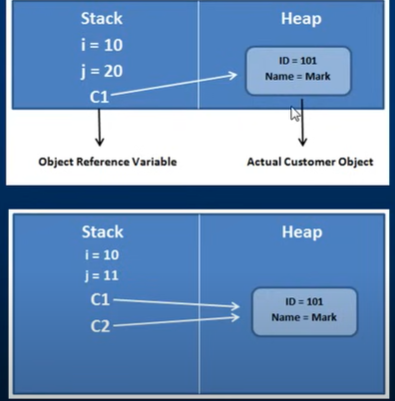 Stack
Heap
i = 10
j = 20
C1
ID = 101
Name = Mark
Object Reference Variable
Actual Customer Object
Stack
Heap
i = 10
j = 11
C1
C2
ID = 101
Name = Mark